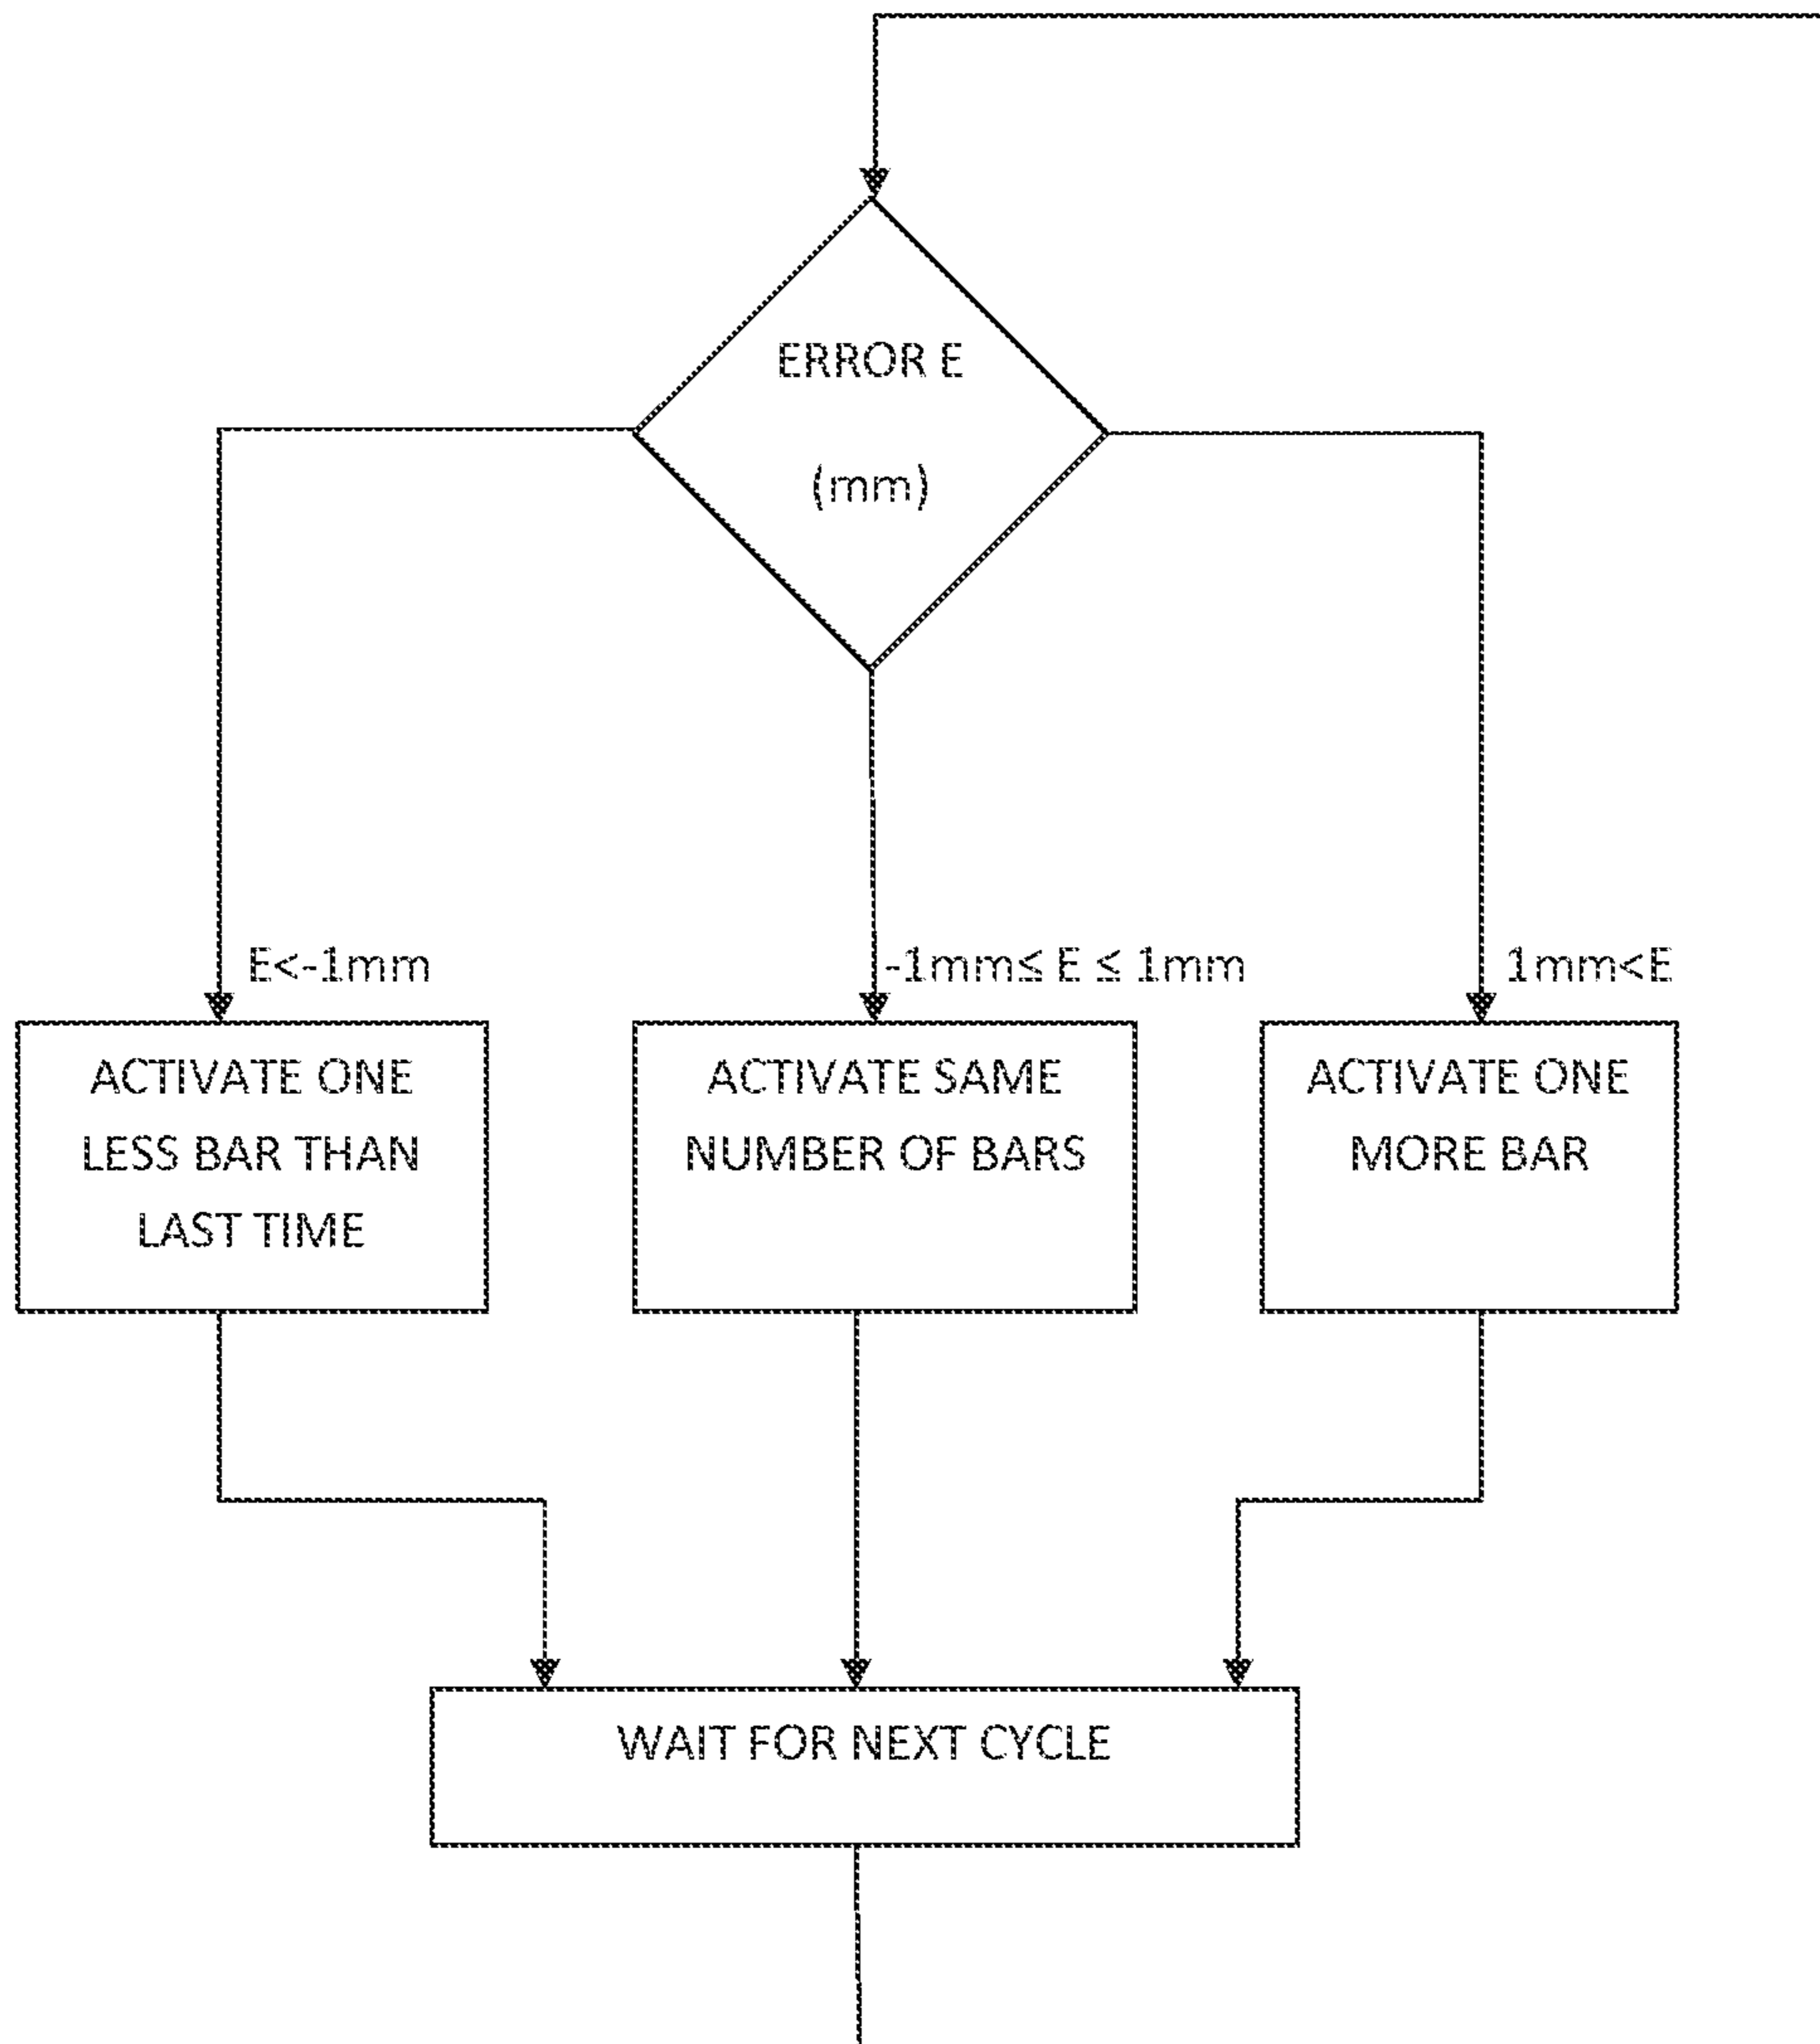 ERROR E
(mm)
E<-1mm
-1mm≤ E ≤ 1mm
1mm<E
ACTIVATE ONE
LESS BAR THAN
LAST TIME
ACTIVATE SAME
NUMBER OF BARS
ACTIVATE ONE
MORE BAR
WAIT FOR NEXT CYCLE